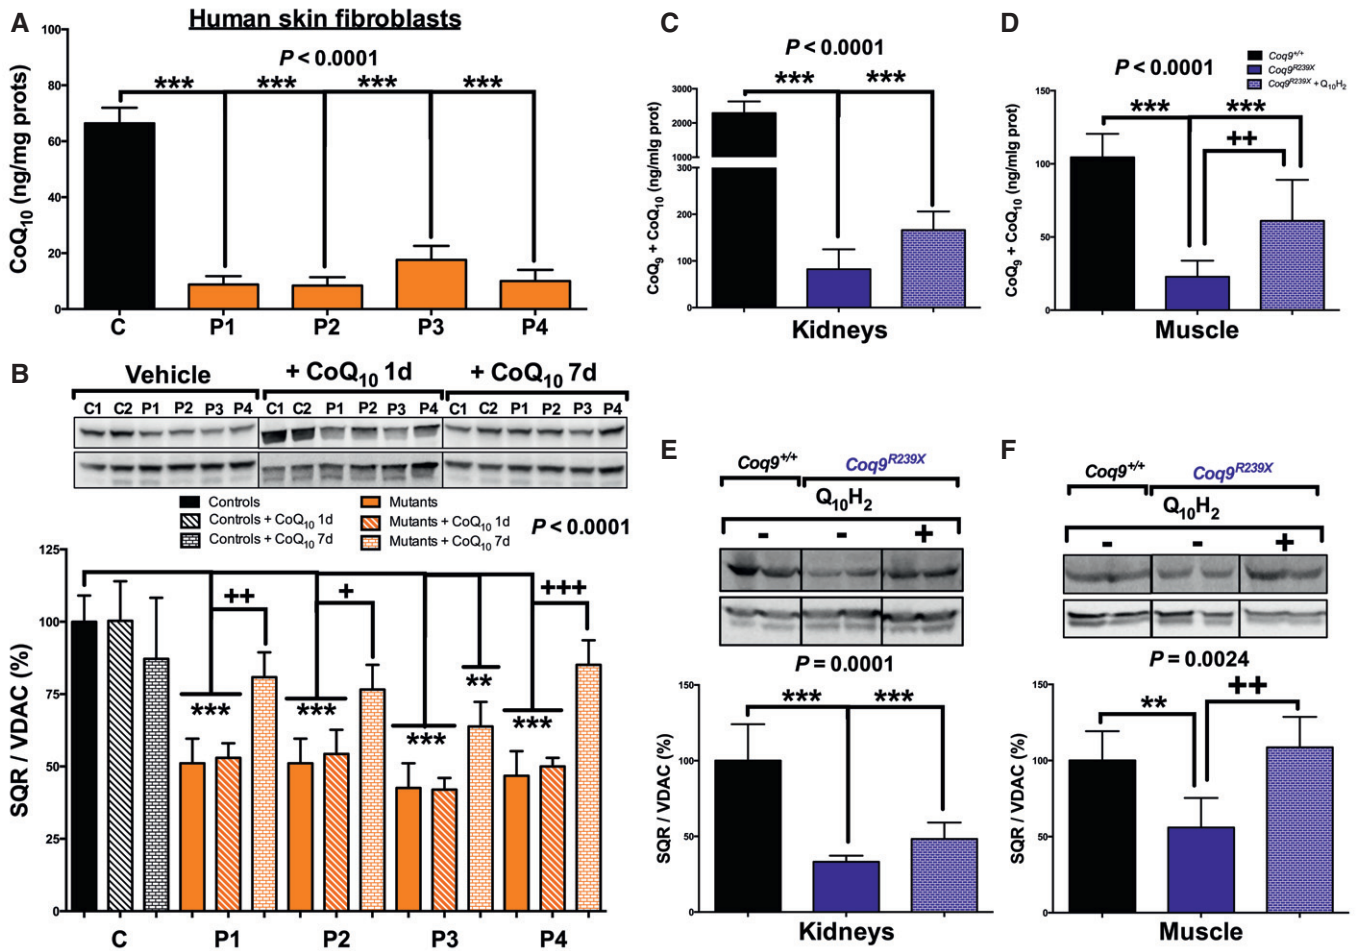 A
Human skin fibroblasts
P < 0.0001
*** *** *** ***
CoQ10 (ng/mg prots)
100
80
60
40
20
0
C P1 P2 P3 P4
B
Vehicle + CoQ10 1d + CoQ10 7d
C1 C2 P1 P2 P3 P4 C1 C2 P1 P2 P3 P4 C1 C2 P1 P2 P3 P4
Controls
Controls + CoQ10 1d
Controls + CoQ10 7d
Mutants
Mutants + CoQ10 1d
Mutants + CoQ10 7d
P < 0.0001
SQR / VDAC (%)
125
100
75
50
25
0
++ + +++
**
*** *** *** ***
C P1 P2 P3 P4
C
P < 0.0001
*** ***
CoQ9 + CoQ10 (ng/mlg prot)
3000
2000
1000
300
200
100
0
Kidneys
D
Coq9+/+
Coq9R239X
Coq9R239X + Q10H2
P < 0.0001
*** ***
++
CoQ9 + CoQ10 (ng/mlg prot)
150
100
50
0
Muscle
E
Coq9+/+ Coq9R239X
Q10H2
- - +
P = 0.0001
*** ***
SQR / VDAC (%)
150
100
50
0
Kidneys
F
Coq9+/+ Coq9R239X
Q10H2
- - +
P = 0.0024
** ++
SQR / VDAC (%)
150
100
50
0
Muscle